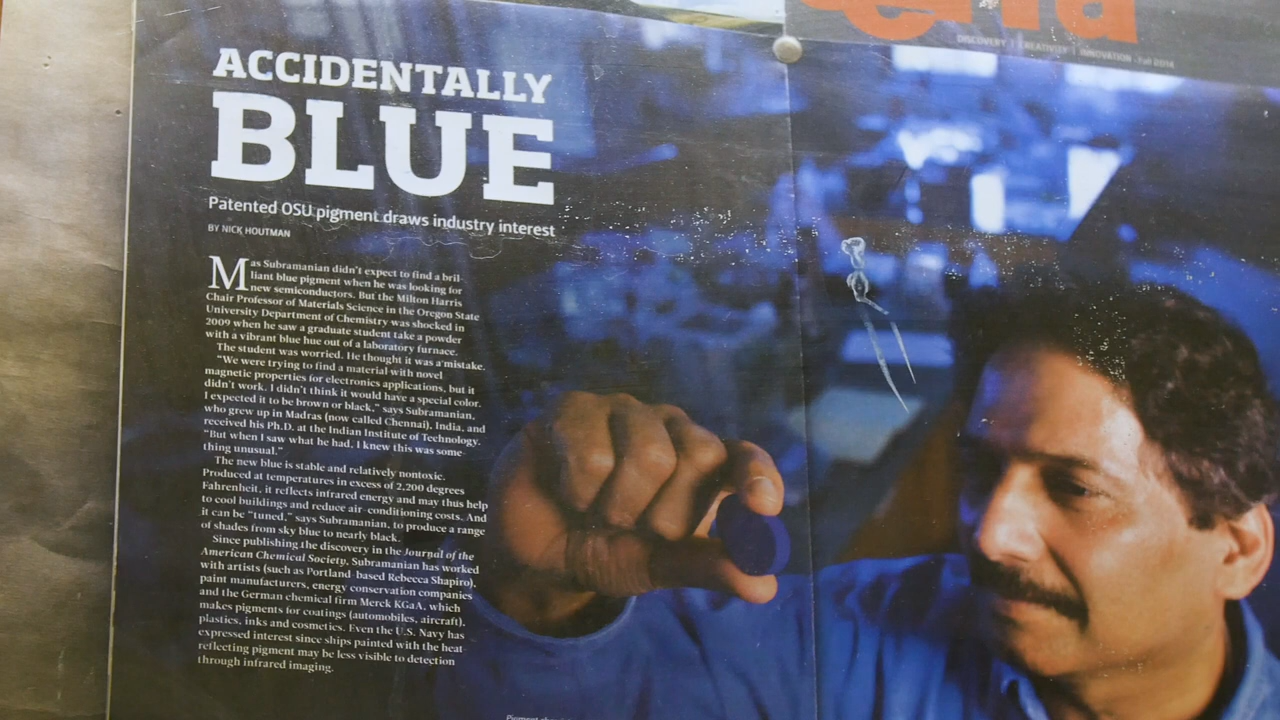 ACCIDENTALLY
BLUE
Patented OSU pigment draws industry interest
BY NICK HOUTMAN
Mas Subramanian didn't expect to find a bril-
liant blue pigment when he was looking for
new semiconductors. But the Milton Harris
Chair Professor of Materials Science in the Oregon State
University Department of Chemistry was shocked in
2009 when he saw a graduate student take a powder
with a vibrant blue hue out of a laboratory furnace.
The student was worried. He thought it was a mistake.
"We were trying to find a material with novel
magnetic properties for electronics applications, but it
didn't work. I didn't think it would have a special color.
I expected it to be brown or black," says Subramanian,
who grew up in Madras (now called Chennai), India, and
received his Ph.D. at the Indian Institute of Technology.
"But when I saw what he had, I knew this was some-
thing unusual."
The new blue is stable and relatively nontoxic.
Produced at temperatures in excess of 2,200 degrees
Fahrenheit, it reflects infrared energy and may thus help
to cool buildings and reduce air-conditioning costs. And
it can be "tuned," says Subramanian, to produce a range
of shades from sky blue to nearly black.
Since publishing the discovery in the Journal of the
American Chemical Society, Subramanian has worked
with artists (such as Portland-based Rebecca Shapiro),
paint manufacturers, energy conservation companies
and the German chemical firm Merck KGaA, which
makes pigments for coatings (automobiles, aircraft),
plastics, inks and cosmetics. Even the U.S. Navy has
expressed interest since ships painted with the heat-
reflecting pigment may be less visible to detection
through infrared imaging.
DISCOVERY | CREATIVITY | INNOVATION · Fall 2014